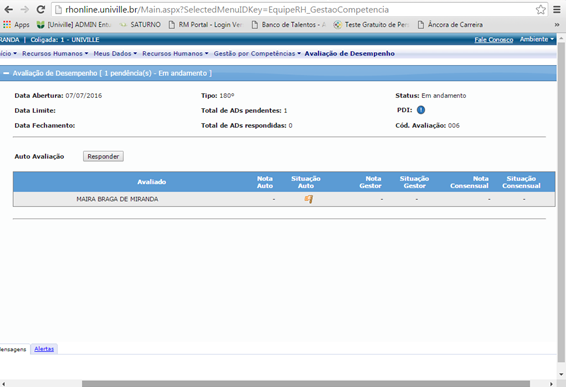 rhonline.univille.br/Main.aspx?SelectedMenuIDKey=EquipeRH_GestaoCompetencia
Apps [Univille] ADMIN Ent SATURNO RM Portal - Login Ver Banco de Talentos - A Teste Gratuito de Per Âncora de Carreira
RANDA | Coligada: 1 - UNIVILLE Fale Conosco Ambiente
nício Recursos Humanos Meus Dados Recursos Humanos Gestão por Competências Avaliação de Desempenho
Avaliação de Desempenho [ 1 pendência(s) - Em andamento ]
Data Abertura: 07/07/2016 Tipo: 180º Status: Em andamento
Data Limite: Total de ADs pendentes: 1 PDI:
Data Fechamento: Total de ADs respondidas: 0 Cód. Avaliação: 006
Auto Avaliação Responder
Avaliado Nota Auto Situação Auto Nota Gestor Situação Gestor Nota Consensual Situação Consensual
MAIRA BRAGA DE MIRANDA - - - - -
Mensagens Alertas